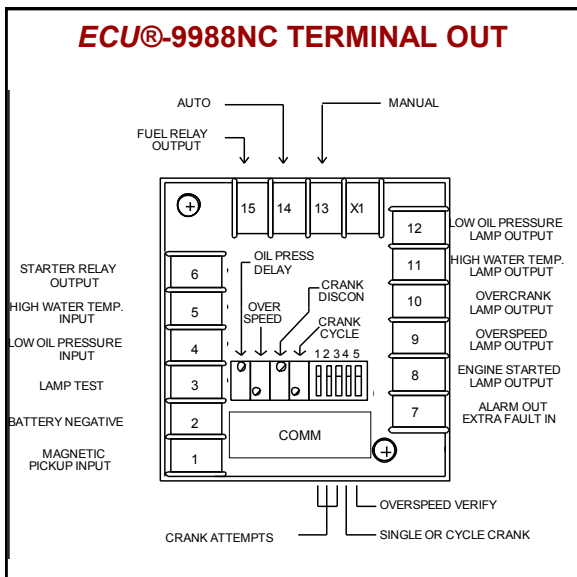 ECU®-9988NC TERMINAL OUT
AUTO
MANUAL
FUEL RELAY
OUTPUT
15
14
13
X1
12
LOW OIL PRESSURE
LAMP OUTPUT
11
HIGH WATER TEMP.
LAMP OUTPUT
10
OVERCRANK
LAMP OUTPUT
9
OVERSPEED
LAMP OUTPUT
8
ENGINE STARTED
LAMP OUTPUT
7
ALARM OUT
EXTRA FAULT IN
STARTER RELAY
OUTPUT
6
HIGH WATER TEMP.
INPUT
5
LOW OIL PRESSURE
INPUT
4
LAMP TEST
3
BATTERY NEGATIVE
2
MAGNETIC
PICKUP INPUT
1
OIL PRESS
DELAY
OVER
SPEED
CRANK
DISCON
CRANK
CYCLE
1 2 3 4 5
COMM
OVERSPEED VERIFY
CRANK ATTEMPTS
SINGLE OR CYCLE CRANK